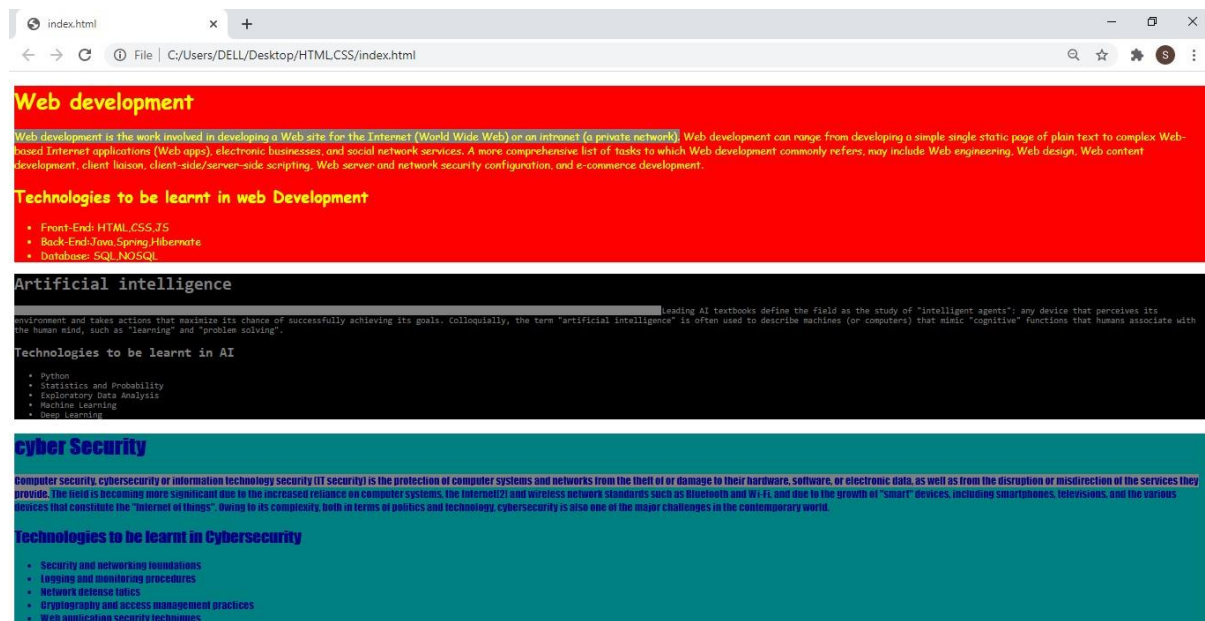 index.html
File | C:/Users/DELL/Desktop/HTML,CSS/index.html
S
Web development
Web development is the work involved in developing a Web site for the Internet (World Wide Web) or an intranet (a private network). Web development can range from developing a simple single static page of plain text to complex Web-
based Internet applications (Web apps), electronic businesses, and social network services. A more comprehensive list of tasks to which Web development commonly refers, may include Web engineering, Web design, Web content
development, client liaison, client-side/server-side scripting, Web server and network security configuration, and e-commerce development.
Technologies to be learnt in web Development
• Front-End: HTML,CSS,JS
• Back-End:Java,Spring,Hibernate
• Database: SQL,NOSQL
Artificial intelligence
Leading AI textbooks define the field as the study of "intelligent agents": any device that perceives its
environment and takes actions that maximize its chance of successfully achieving its goals. Colloquially, the term "artificial intelligence" is often used to describe machines (or computers) that mimic "cognitive" functions that humans associate with
the human mind, such as "learning" and "problem solving".
Technologies to be learnt in AI
• Python
• Statistics and Probability
• Exploratory Data Analysis
• Machine Learning
• Deep Learning
cyber Security
Computer security, cybersecurity or information technology security (IT security) is the protection of computer systems and networks from the theft of or damage to their hardware, software, or electronic data, as well as from the disruption or misdirection of the services they
provide. The field is becoming more significant due to the increased reliance on computer systems, the Internet[2] and wireless network standards such as Bluetooth and Wi-Fi, and due to the growth of "smart" devices, including smartphones, televisions, and the various
devices that constitute the "Internet of things". Owing to its complexity, both in terms of politics and technology, cybersecurity is also one of the major challenges in the contemporary world.
Technologies to be learnt in Cybersecurity
• Security and networking foundations
• Logging and monitoring procedures
• Network defense tatics
• Cryptography and access management practices
• Web application security techniques